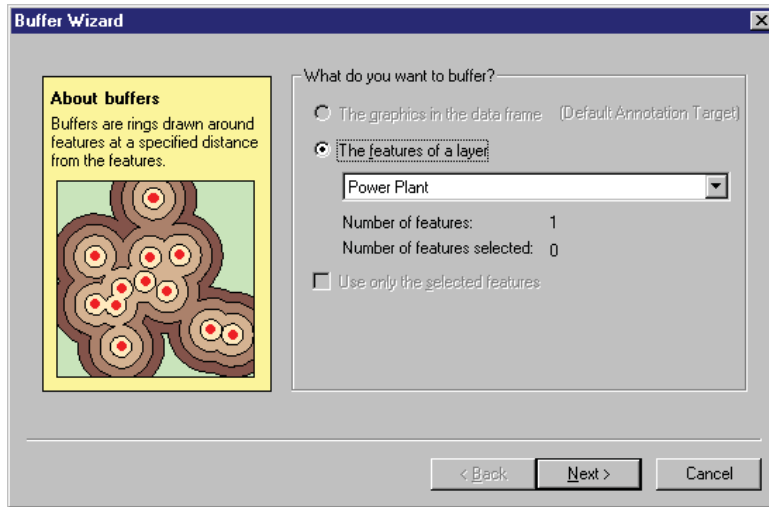 Buffer Wizard
About buffers
Buffers are rings drawn around
features at a specified distance
from the features.
What do you want to buffer?
The graphics in the data frame (Default Annotation Target)
The features of a layer
Power Plant
Number of features: 1
Number of features selected: 0
Use only the selected features
< Back
Next >
Cancel